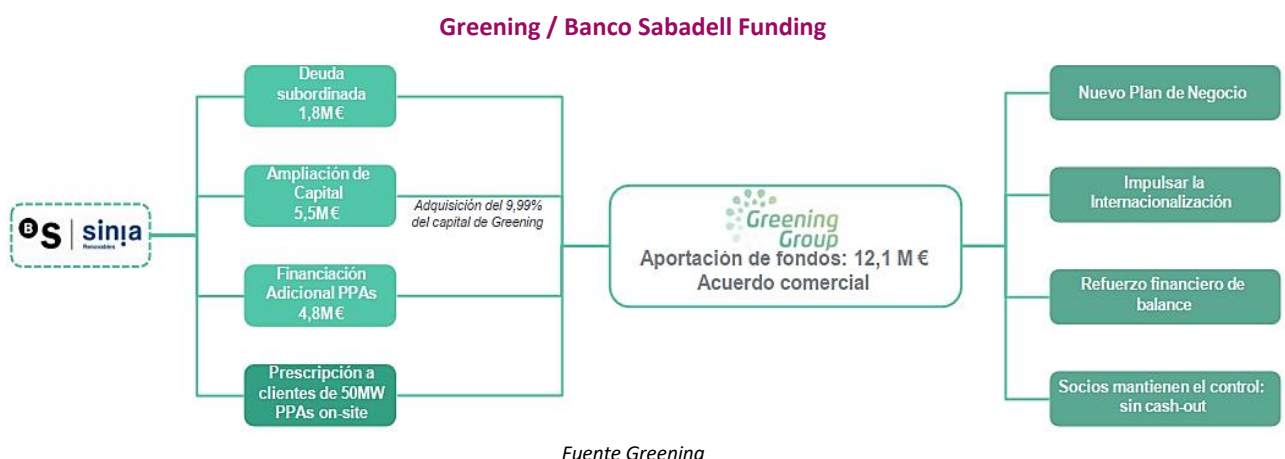 Greening / Banco Sabadell Funding
Deuda
subordinada
1,8M€
Ampliación de
Capital
5,5M€
Adquisición del 9,99%
del capital de Greening
Financiación
Adicional PPAs
4,8M€
Prescripción a
clientes de 50MW
PPAs on-site
BS
sinia
Renovables
Greening
Group
Aportación de fondos: 12,1 M €
Acuerdo comercial
Nuevo Plan de Negocio
Impulsar la
Internacionalización
Refuerzo financiero de
balance
Socios mantienen el control:
sin cash-out
Fuente Greening